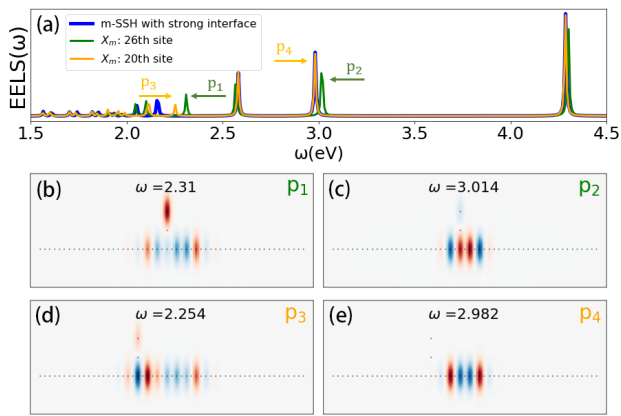 (a)
m-SSH with strong interface
Xₘ: 26th site
Xₘ: 20th site
p₄
p₃
p₁
p₂
EELS(ω)
1.5 2.0 2.5 3.0 3.5 4.0 4.5
ω(eV)
(b) ω =2.31 p₁
(c) ω =3.014 p₂
(d) ω =2.254 p₃
(e) ω =2.982 p₄